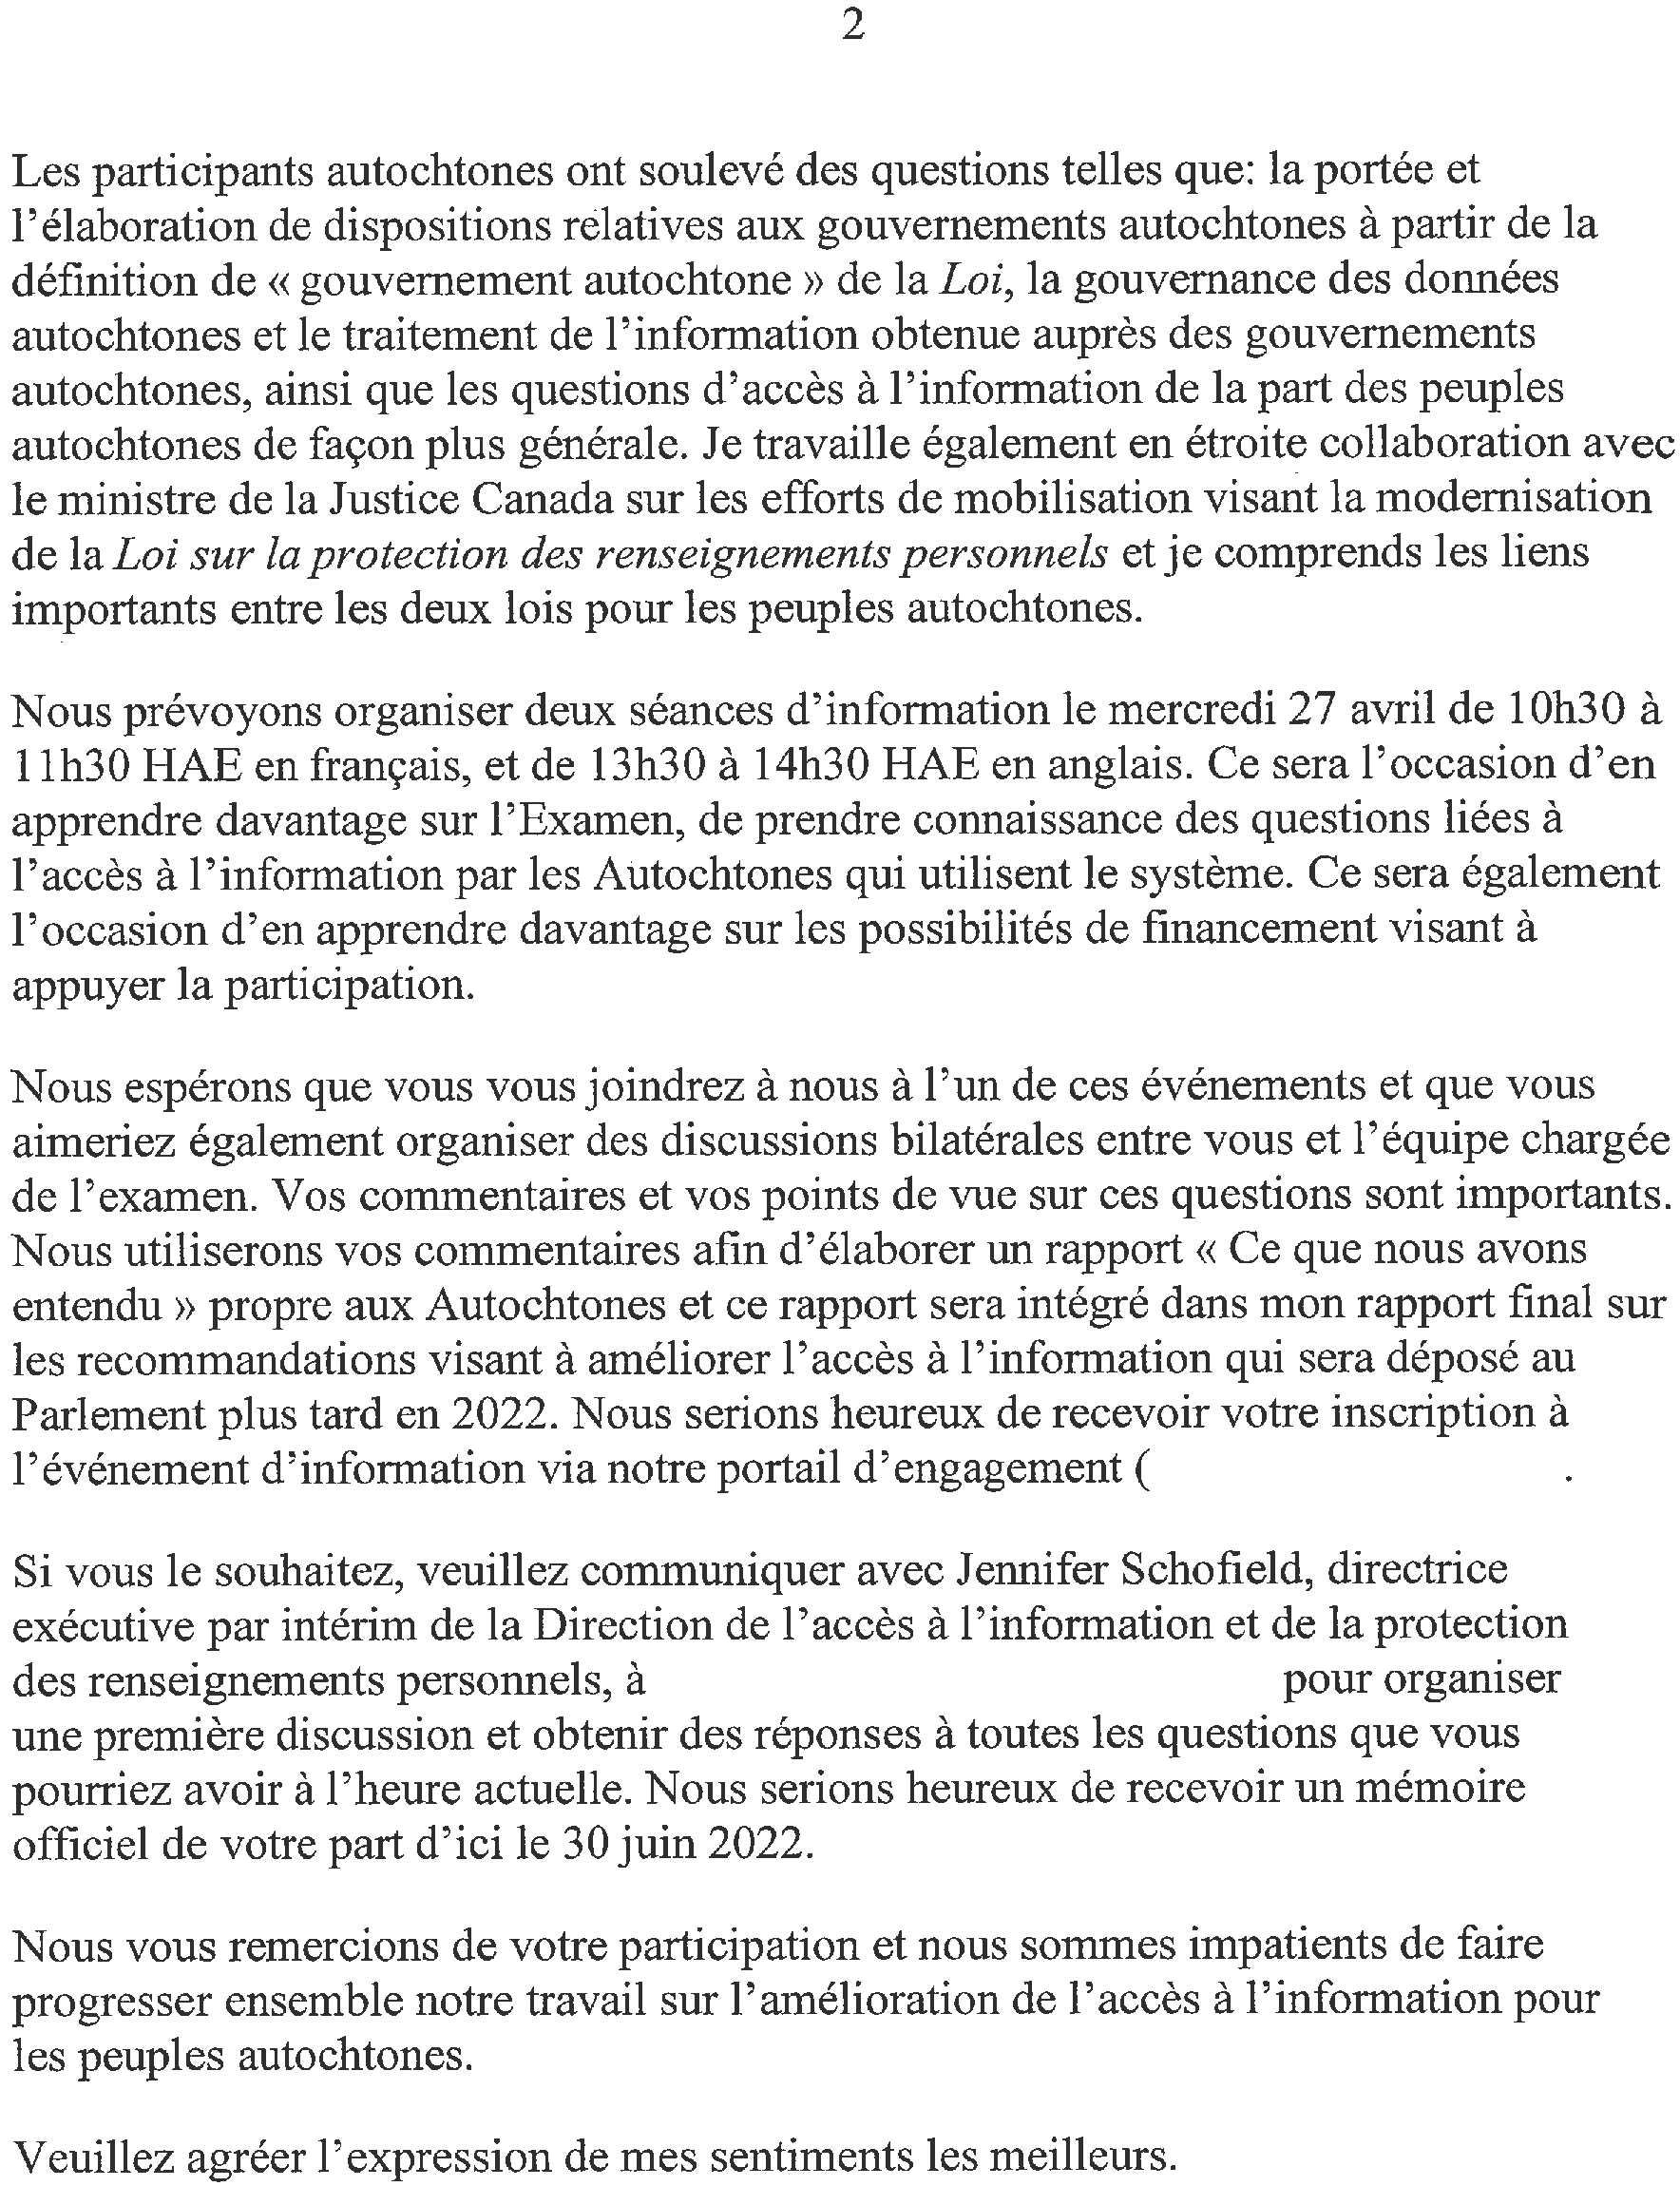 2
Les participants autochtones ont soulevé des questions telles que: la portée et
l'élaboration de dispositions relatives aux gouvernements autochtones à partir de la
définition de « gouvernement autochtone » de la Loi, la gouvernance des données
autochtones et le traitement de l'information obtenue auprès des gouvernements
autochtones, ainsi que les questions d'accès à l'information de la part des peuples
autochtones de façon plus générale. Je travaille également en étroite collaboration avec
le ministre de la Justice Canada sur les efforts de mobilisation visant la modernisation
de la Loi sur la protection des renseignements personnels et je comprends les liens
importants entre les deux lois pour les peuples autochtones.
Nous prévoyons organiser deux séances d'information le mercredi 27 avril de 10h30 à
11h30 HAE en français, et de 13h30 à 14h30 HAE en anglais. Ce sera l'occasion d'en
apprendre davantage sur l'Examen, de prendre connaissance des questions liées à
l'accès à l'information par les Autochtones qui utilisent le système. Ce sera également
l'occasion d'en apprendre davantage sur les possibilités de financement visant à
appuyer la participation.
Nous espérons que vous vous joindrez à nous à l'un de ces événements et que vous
aimeriez également organiser des discussions bilatérales entre vous et l'équipe chargée
de l'examen. Vos commentaires et vos points de vue sur ces questions sont importants.
Nous utiliserons vos commentaires afin d'élaborer un rapport « Ce que nous avons
entendu » propre aux Autochtones et ce rapport sera intégré dans mon rapport final sur
les recommandations visant à améliorer l'accès à l'information qui sera déposé au
Parlement plus tard en 2022. Nous serions heureux de recevoir votre inscription à
l'événement d'information via notre portail d'engagement ( .
Si vous le souhaitez, veuillez communiquer avec Jennifer Schofield, directrice
exécutive par intérim de la Direction de l'accès à l'information et de la protection
des renseignements personnels, à pour organiser
une première discussion et obtenir des réponses à toutes les questions que vous
pourriez avoir à l'heure actuelle. Nous serions heureux de recevoir un mémoire
officiel de votre part d'ici le 30 juin 2022.
Nous vous remercions de votre participation et nous sommes impatients de faire
progresser ensemble notre travail sur l'amélioration de l'accès à l'information pour
les peuples autochtones.
Veuillez agréer l'expression de mes sentiments les meilleurs.